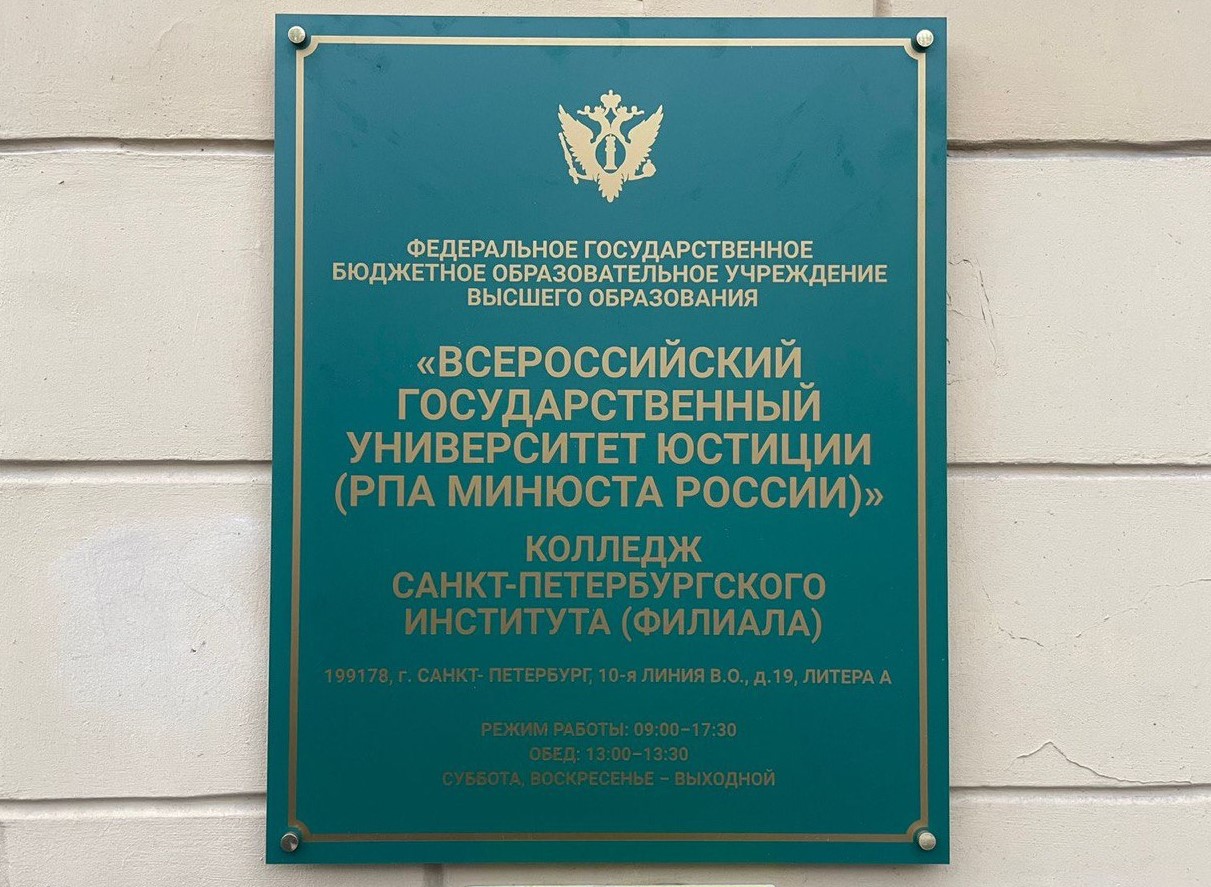 ФЕДЕРАЛЬНОЕ ГОСУДАРСТВЕННОЕ
БЮДЖЕТНОЕ ОБРАЗОВАТЕЛЬНОЕ УЧРЕЖДЕНИЕ
ВЫСШЕГО ОБРАЗОВАНИЯ
«ВСЕРОССИЙСКИЙ
ГОСУДАРСТВЕННЫЙ
УНИВЕРСИТЕТ ЮСТИЦИИ
(РПА МИНЮСТА РОССИИ)»
КОЛЛЕДЖ
САНКТ-ПЕТЕРБУРГСКОГО
ИНСТИТУТА (ФИЛИАЛА)
199178, г. САНКТ- ПЕТЕРБУРГ, 10-я ЛИНИЯ В.О., д.19, ЛИТЕРА А
РЕЖИМ РАБОТЫ: 09:00–17:30
ОБЕД: 13:00–13:30
СУББОТА, ВОСКРЕСЕНЬЕ – ВЫХОДНОЙ